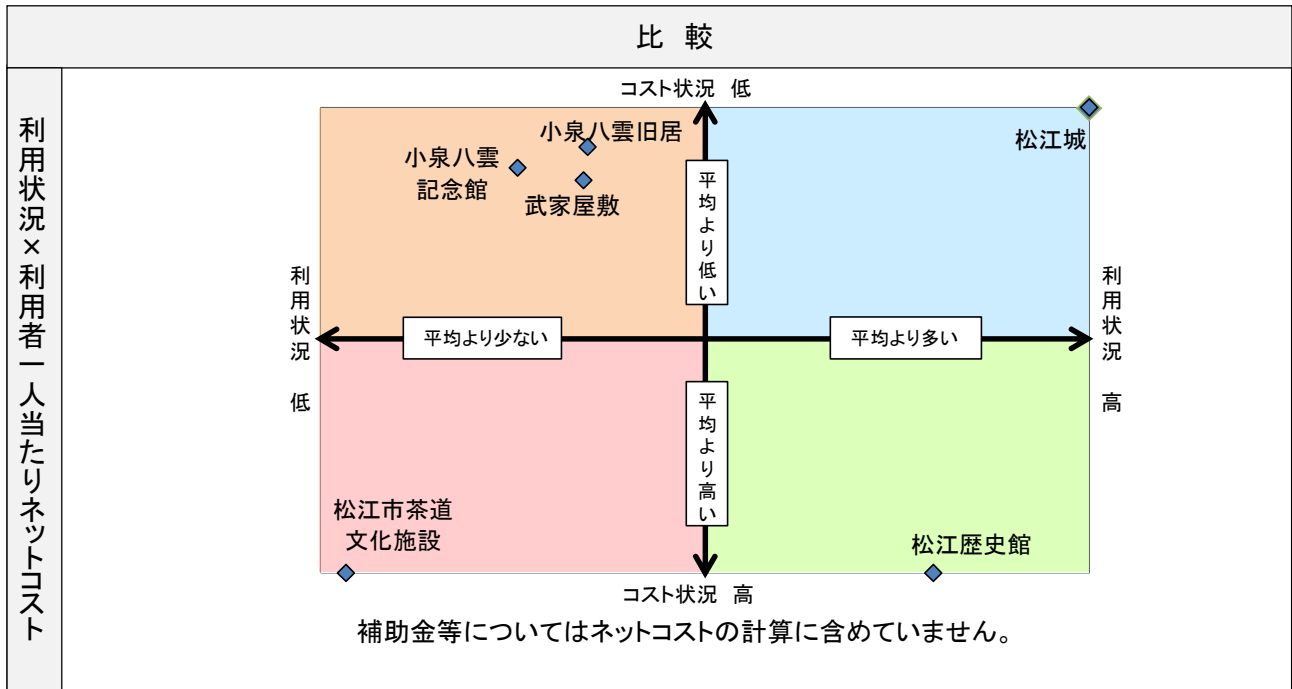 比 較
利用状況×利用者一人当たりネットコスト
コスト状況 低
小泉八雲旧居
松江城
小泉八雲
記念館
武家屋敷
平均より低い
利用状況 低
平均より少ない
平均より多い
利用状況 高
平均より高い
松江市茶道
文化施設
松江歴史館
コスト状況 高
補助金等についてはネットコストの計算に含めていません。